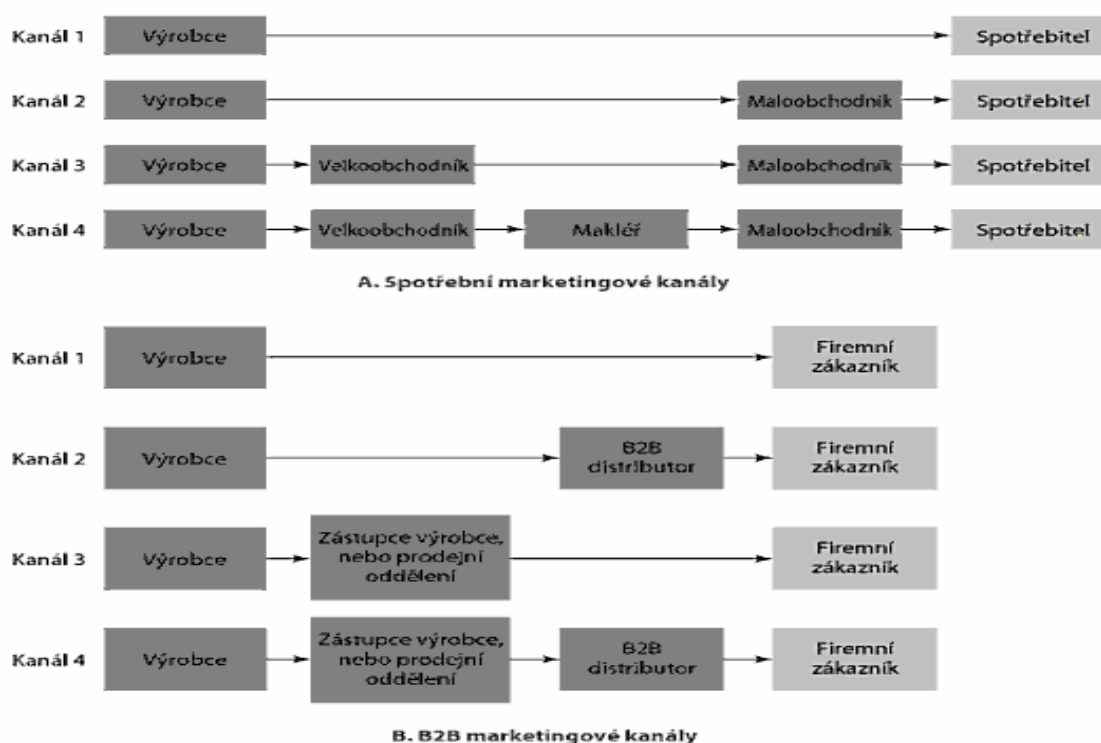 Kanál 1 Výrobce Spotřebitel
Kanál 2 Výrobce Maloobchodník Spotřebitel
Kanál 3 Výrobce Velkoobchodník Maloobchodník Spotřebitel
Kanál 4 Výrobce Velkoobchodník Makléř Maloobchodník Spotřebitel
A. Spotřební marketingové kanály
Kanál 1 Výrobce Firemní
zákazník
Kanál 2 Výrobce B2B
distributor Firemní
zákazník
Kanál 3 Výrobce Zástupce výrobce,
nebo prodejní
oddělení Firemní
zákazník
Kanál 4 Výrobce Zástupce výrobce,
nebo prodejní
oddělení B2B
distributor Firemní
zákazník
B. B2B marketingové kanály